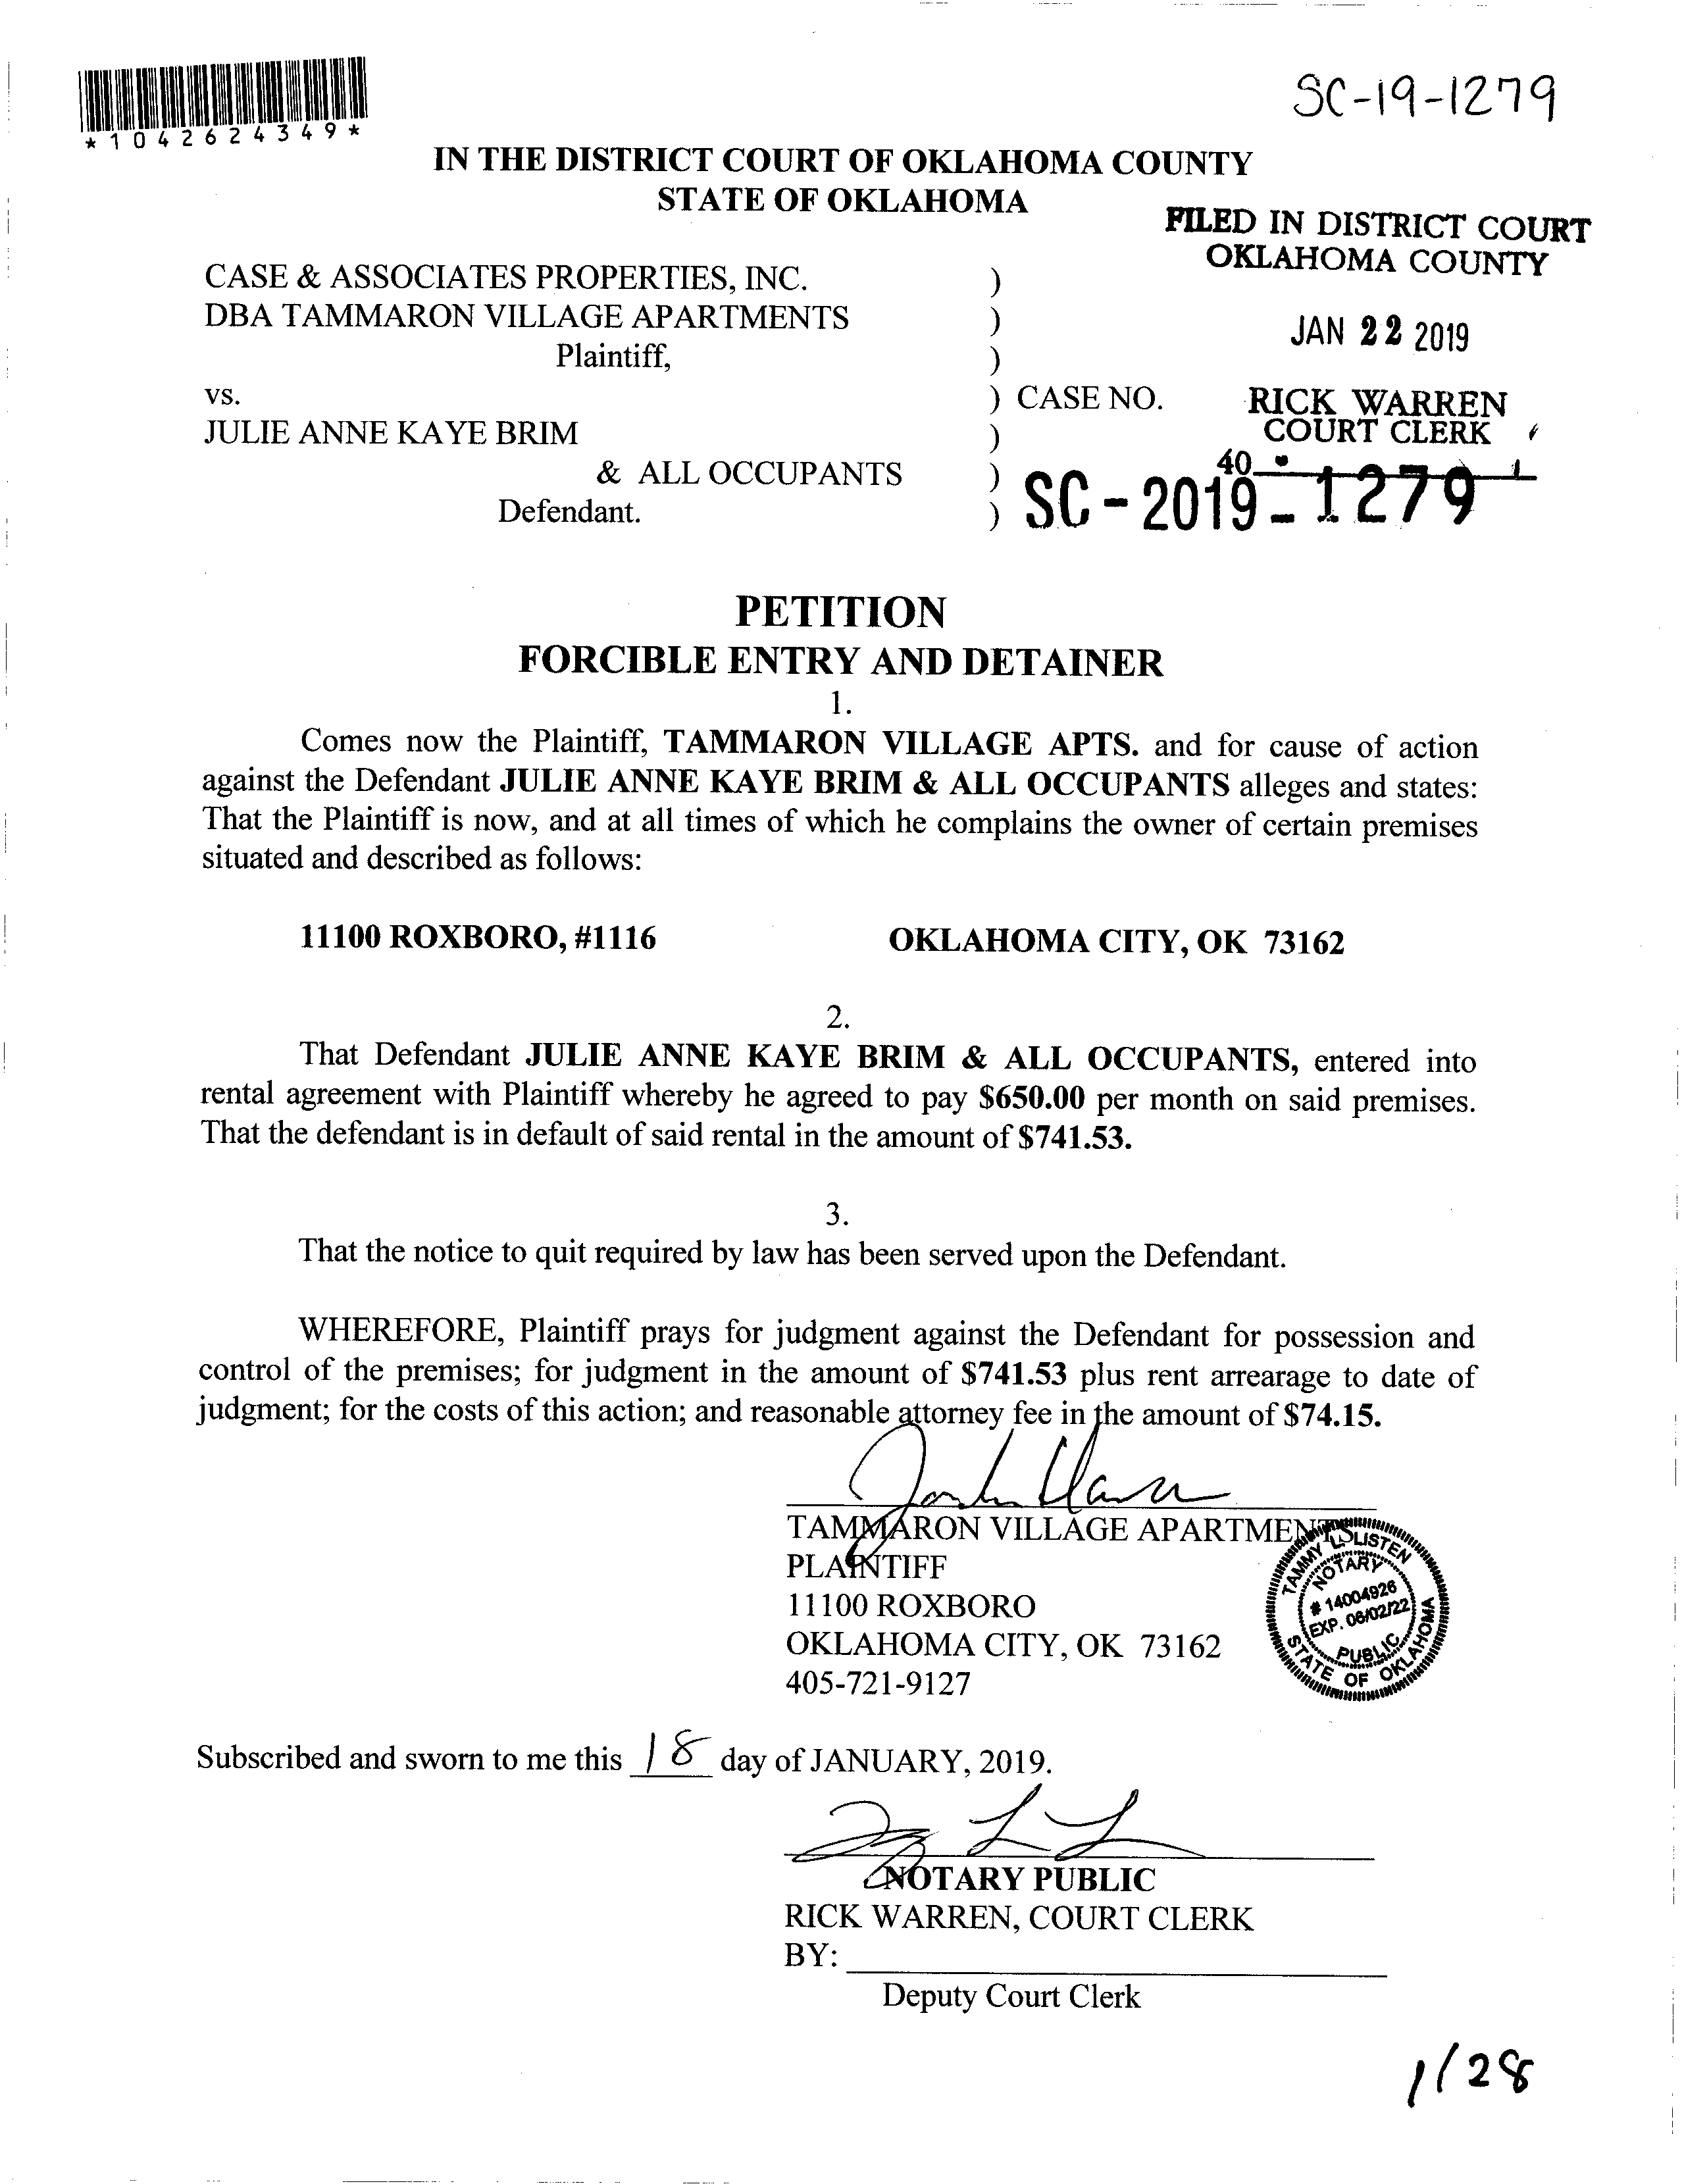 *1042624349*
SC-19-1279
IN THE DISTRICT COURT OF OKLAHOMA COUNTY
STATE OF OKLAHOMA
FILED IN DISTRICT COURT
OKLAHOMA COUNTY
JAN 22 2019
RICK WARREN
COURT CLERK
40
CASE & ASSOCIATES PROPERTIES, INC. )
DBA TAMMARON VILLAGE APARTMENTS )
Plaintiff, )
vs. ) CASE NO.
JULIE ANNE KAYE BRIM )
& ALL OCCUPANTS )
Defendant. )
SC-2019-1279
PETITION
FORCIBLE ENTRY AND DETAINER
1.
Comes now the Plaintiff, TAMMARON VILLAGE APTS. and for cause of action
against the Defendant JULIE ANNE KAYE BRIM & ALL OCCUPANTS alleges and states:
That the Plaintiff is now, and at all times of which he complains the owner of certain premises
situated and described as follows:
11100 ROXBORO, #1116 OKLAHOMA CITY, OK 73162
2.
That Defendant JULIE ANNE KAYE BRIM & ALL OCCUPANTS, entered into
rental agreement with Plaintiff whereby he agreed to pay $650.00 per month on said premises.
That the defendant is in default of said rental in the amount of $741.53.
3.
That the notice to quit required by law has been served upon the Defendant.
WHEREFORE, Plaintiff prays for judgment against the Defendant for possession and
control of the premises; for judgment in the amount of $741.53 plus rent arrearage to date of
judgment; for the costs of this action; and reasonable attorney fee in the amount of $74.15.
TAMMARON VILLAGE APARTMENTS
PLAINTIFF
11100 ROXBORO
OKLAHOMA CITY, OK 73162
405-721-9127
TAMMY L LISTEN
NOTARY
# 14004926
EXP. 06/02/22
PUBLIC
STATE OF OKLAHOMA
Subscribed and sworn to me this 18 day of JANUARY, 2019.
NOTARY PUBLIC
RICK WARREN, COURT CLERK
BY:
Deputy Court Clerk
1/28